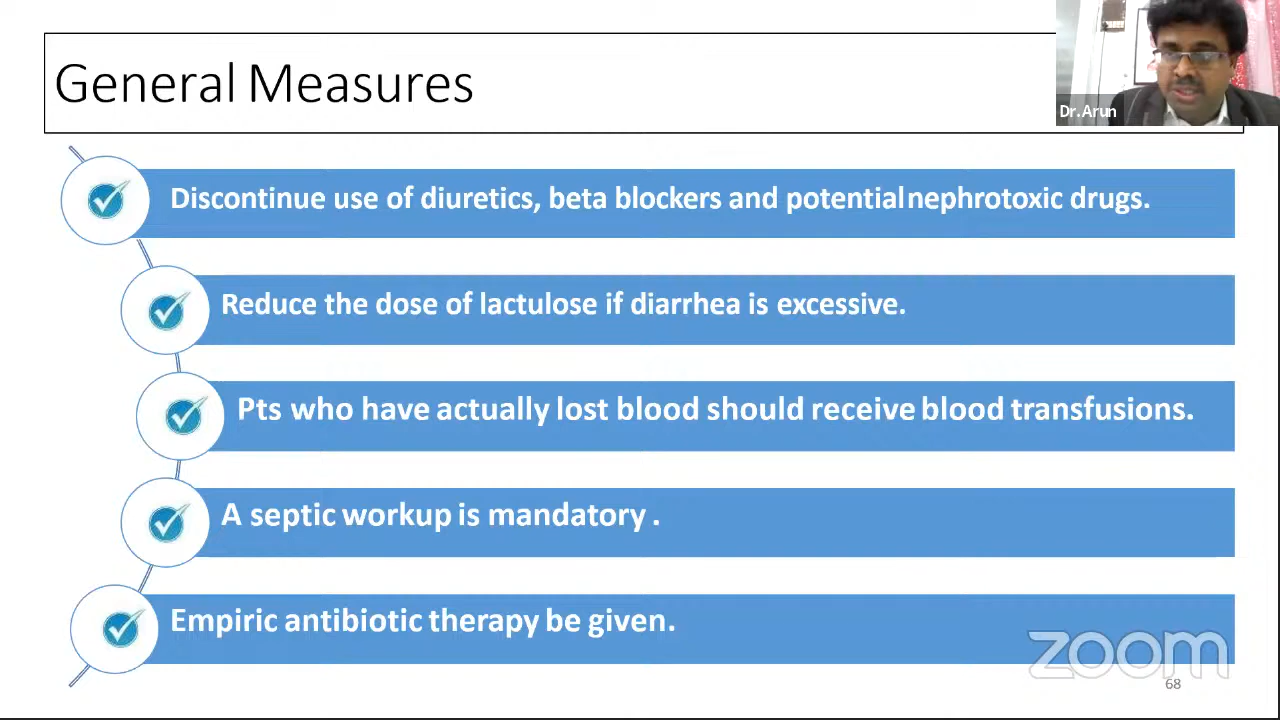 General Measures
Dr.Arun
Discontinue use of diuretics, beta blockers and potential nephrotoxic drugs.
Reduce the dose of lactulose if diarrhea is excessive.
Pts who have actually lost blood should receive blood transfusions.
A septic workup is mandatory .
Empiric antibiotic therapy be given.
zoom
68